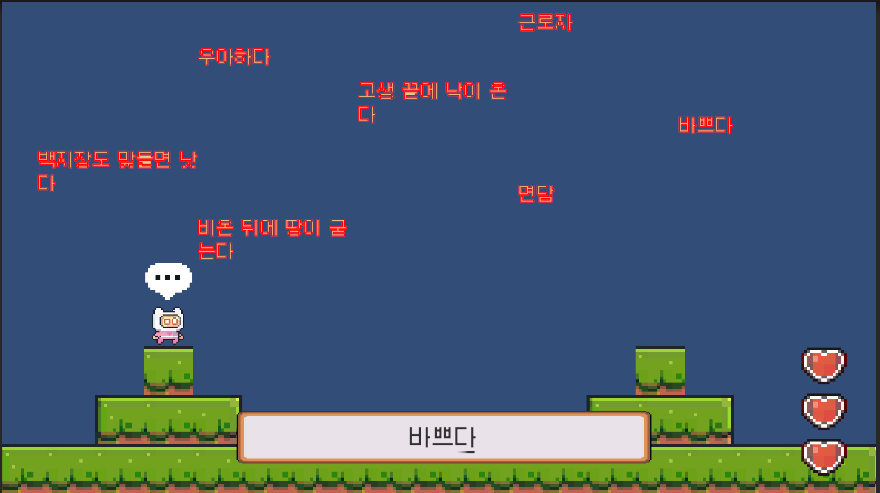 근로자
우아하다
고생 끝에 낙이 온
다
바쁘다
백지장도 맞들면 낫
다
면담
비온 뒤에 땅이 굳
는다
바쁘다